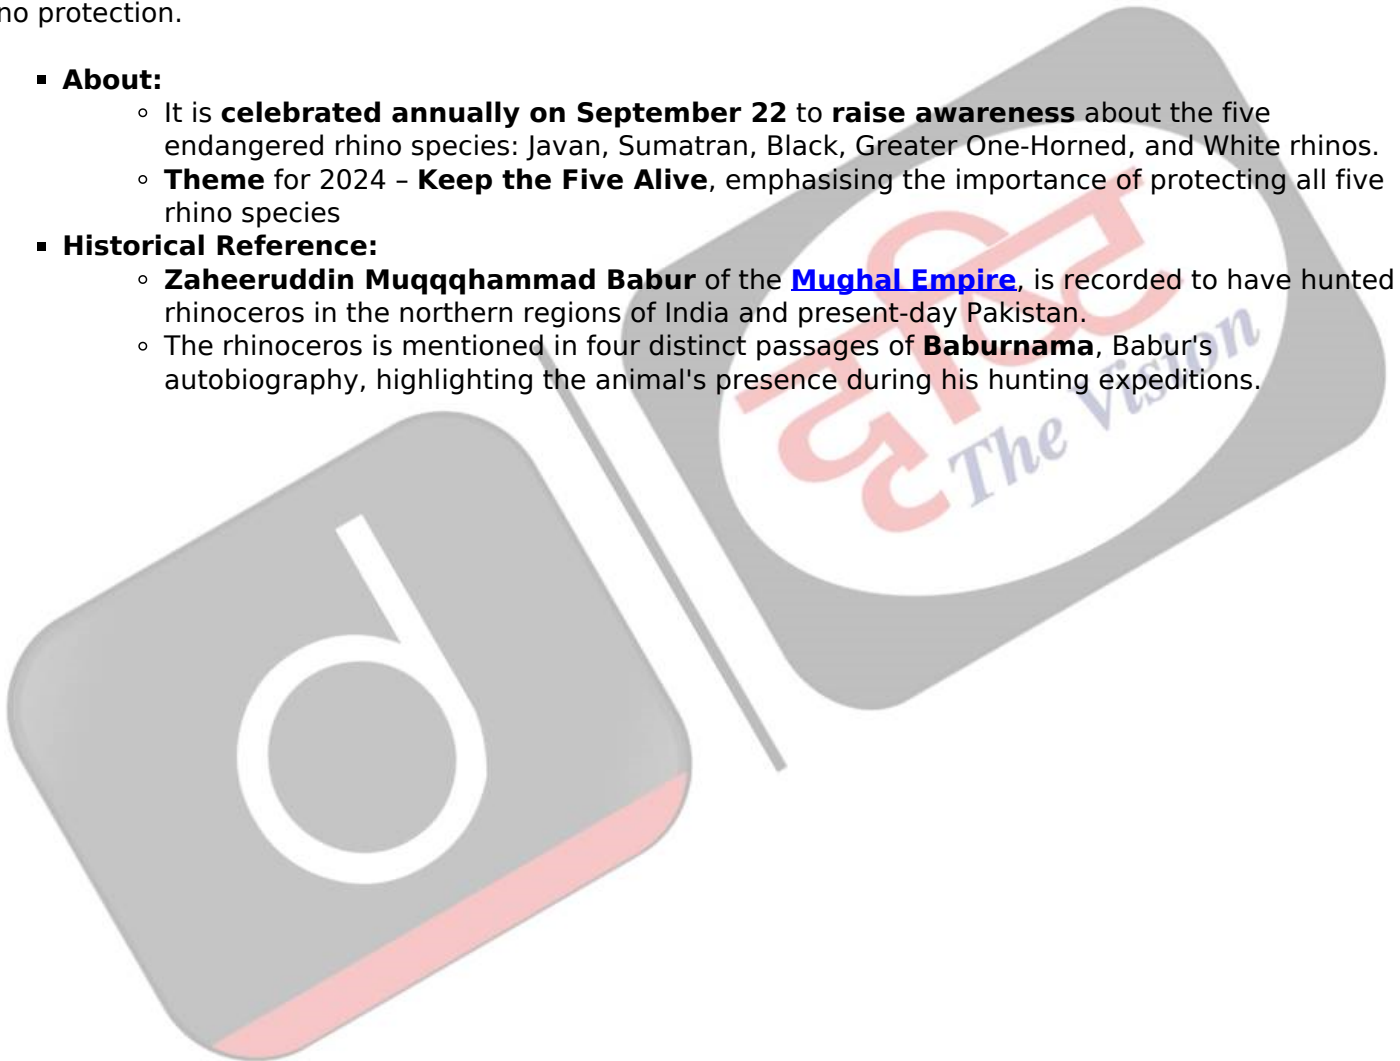 no protection.
About:
It is celebrated annually on September 22 to raise awareness about the five
endangered rhino species: Javan, Sumatran, Black, Greater One-Horned, and White rhinos.
Theme for 2024 – Keep the Five Alive, emphasising the importance of protecting all five
rhino species
Historical Reference:
Zaheeruddin Muqqqhammad Babur of the Mughal Empire, is recorded to have hunted
rhinoceros in the northern regions of India and present-day Pakistan.
The rhinoceros is mentioned in four distinct passages of Baburnama, Babur's
autobiography, highlighting the animal's presence during his hunting expeditions.
दृष्टि
The Vision
d